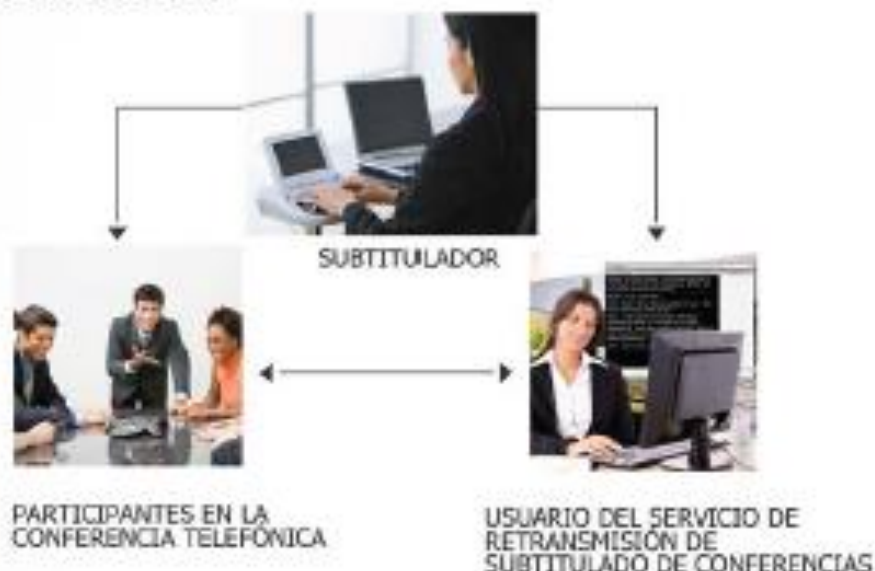 SUBTITULADOR
PARTICIPANTES EN LA
CONFERENCIA TELEFÓNICA
USUARIO DEL SERVICIO DE
RETRANSMISIÓN DE
SUBTITULADO DE CONFERENCIAS